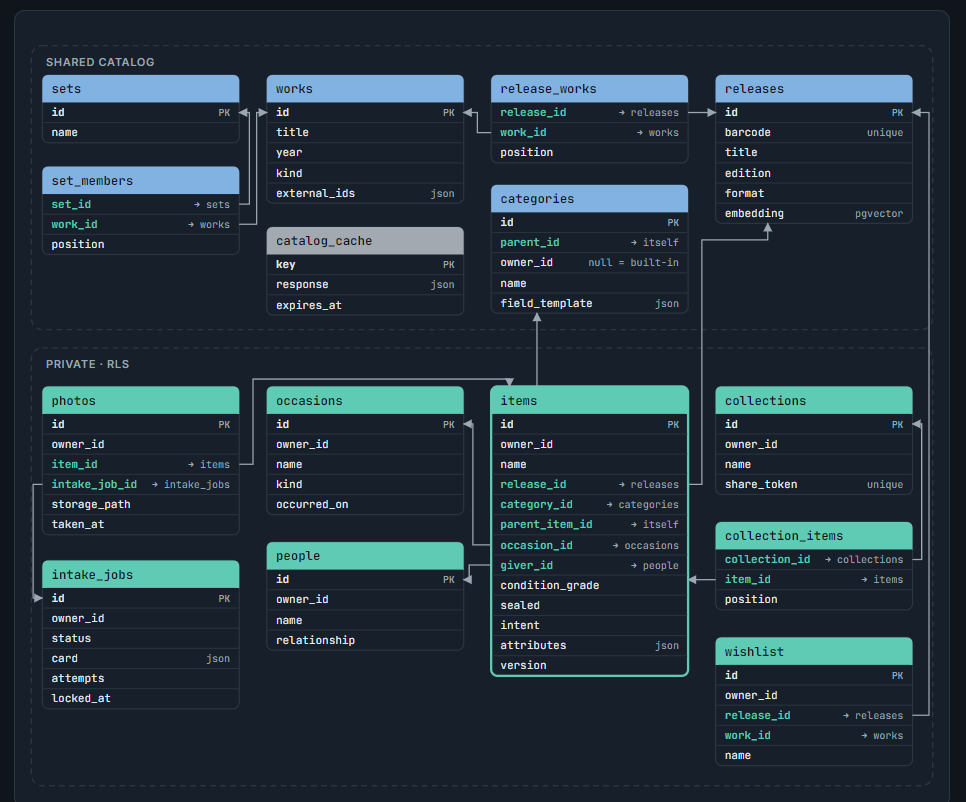 SHARED CATALOG
sets
id PK
name
set_members
set_id → sets
work_id → works
position
works
id PK
title
year
kind
external_ids json
catalog_cache
key PK
response json
expires_at
release_works
release_id → releases
work_id → works
position
categories
id PK
parent_id → itself
owner_id null = built-in
name
field_template json
releases
id PK
barcode unique
title
edition
format
embedding pgvector
PRIVATE · RLS
photos
id PK
owner_id
item_id → items
intake_job_id → intake_jobs
storage_path
taken_at
intake_jobs
id PK
owner_id
status
card json
attempts
locked_at
occasions
id PK
owner_id
name
kind
occurred_on
people
id PK
owner_id
name
relationship
items
id PK
owner_id
name
release_id → releases
category_id → categories
parent_item_id → itself
occasion_id → occasions
giver_id → people
condition_grade
sealed
intent
attributes json
version
collections
id PK
owner_id
name
share_token unique
collection_items
collection_id → collections
item_id → items
position
wishlist
id PK
owner_id
release_id → releases
work_id → works
name